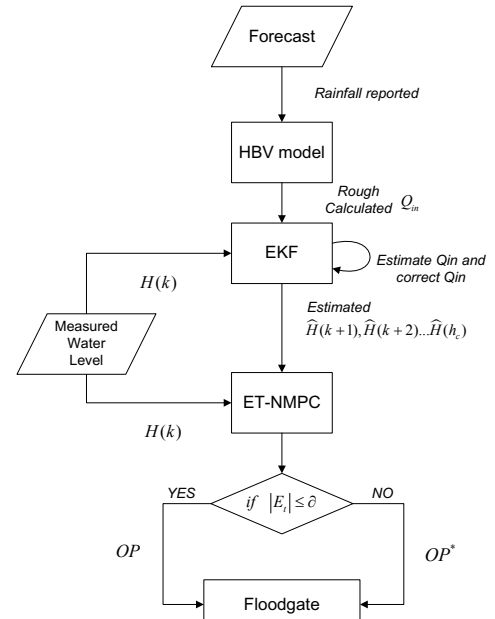 Forecast
Rainfall reported
HBV model
Rough
Calculated Q_in
EKF
Estimate Qin and
correct Qin
H(k)
Estimated
Ĥ(k+1),Ĥ(k+2)...Ĥ(h_c)
Measured
Water
Level
ET-NMPC
H(k)
YES
if |E_t| ≤ ∂
NO
OP
OP*
Floodgate